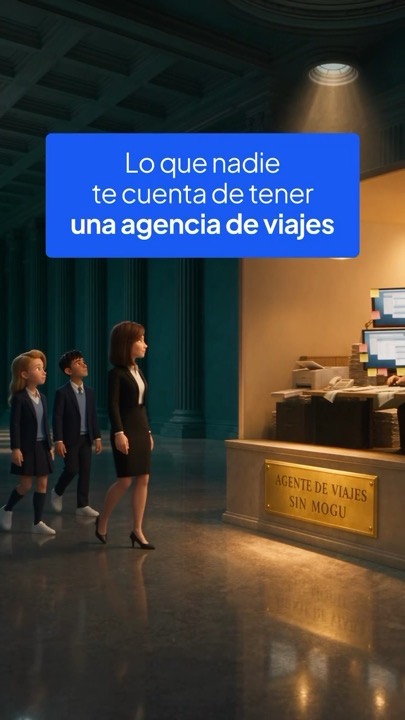 Lo que nadie
te cuenta de tener
una agencia de viajes
AGENTE DE VIAJES
SIN MOGU